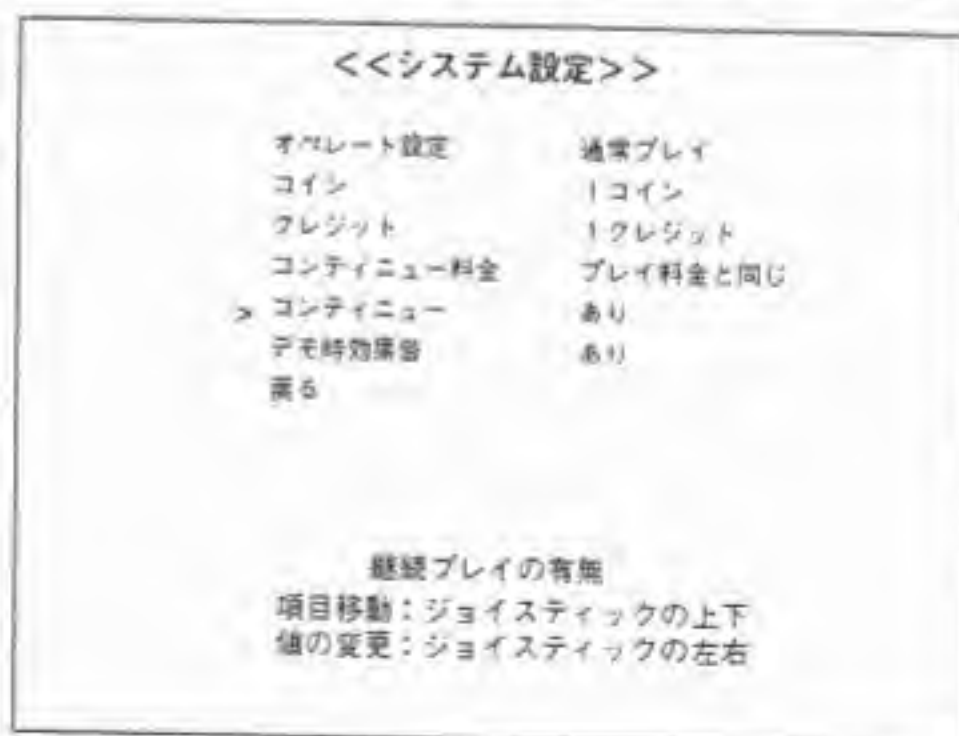 <<システム設定>>
オペレート設定 通常プレイ
コイン 1コイン
クレジット 1クレジット
コンティニュー料金 プレイ料金と同じ
> コンティニュー あり
デモ時効果音 あり
戻る
継続プレイの有無
項目移動:ジョイスティックの上下
値の変更:ジョイスティックの左右